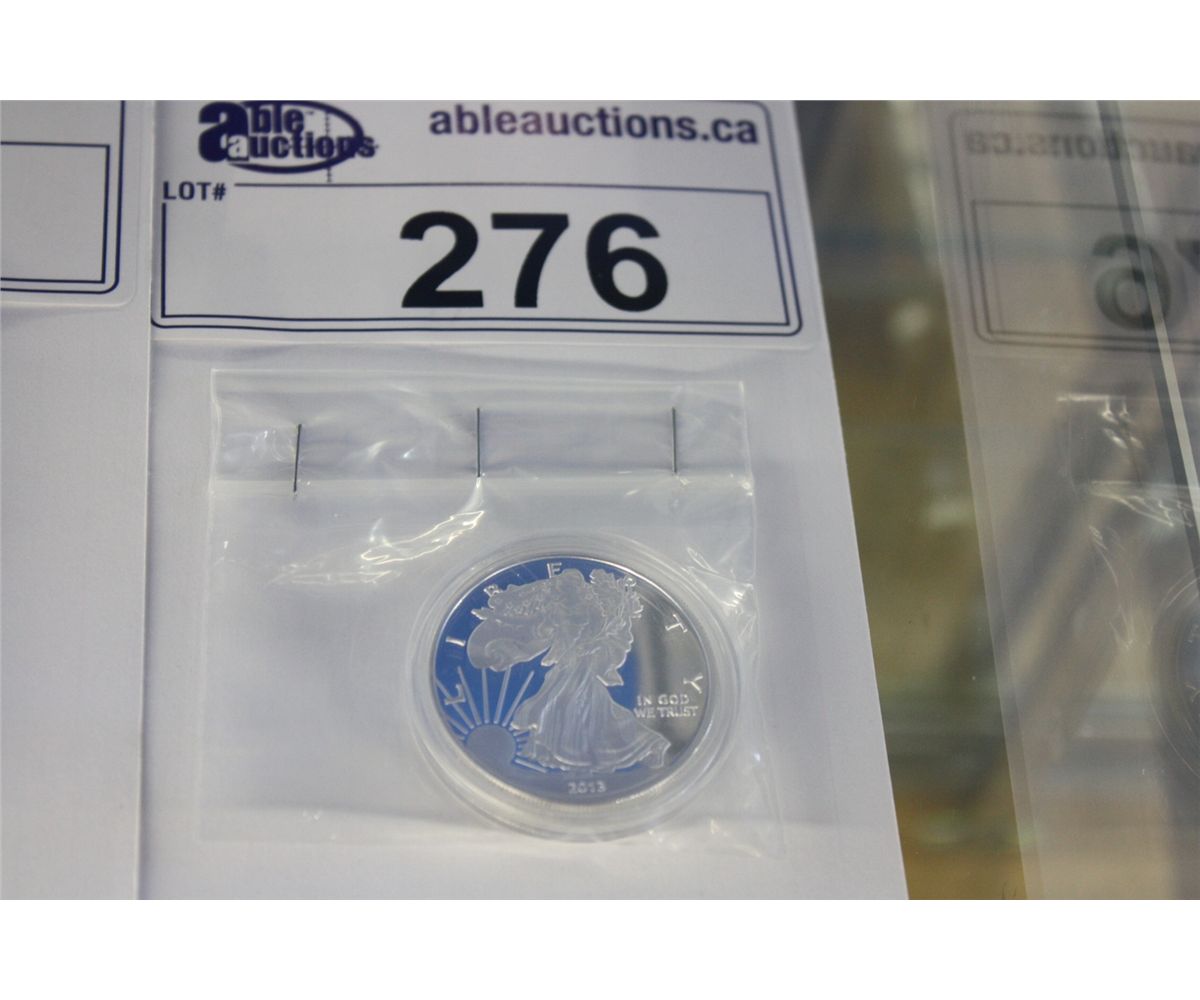 able auctions
ableauctions.ca
LOT#
276
LIBERTY
IN GOD
WE TRUST
2013